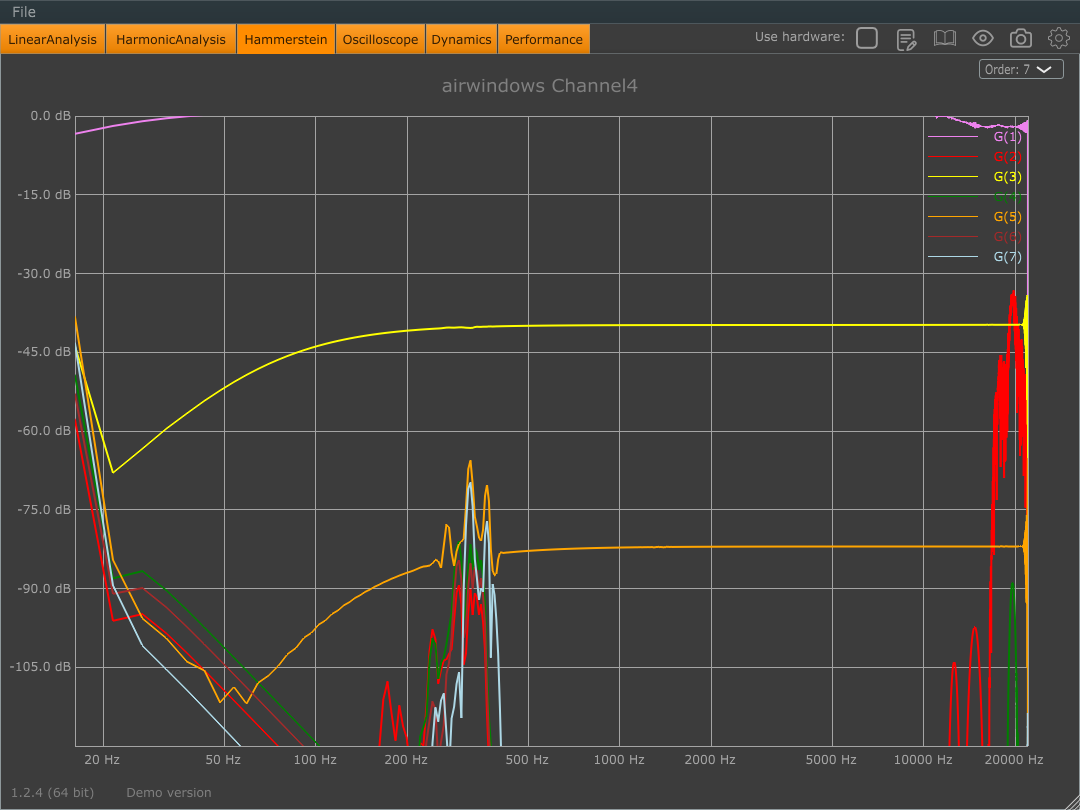 File
LinearAnalysis HarmonicAnalysis Hammerstein Oscilloscope Dynamics Performance Use hardware:
Order: 7
airwindows Channel4
0.0 dB
-15.0 dB
-30.0 dB
-45.0 dB
-60.0 dB
-75.0 dB
-90.0 dB
-105.0 dB
G(1)
G(2)
G(3)
G(4)
G(5)
G(6)
G(7)
20 Hz 50 Hz 100 Hz 200 Hz 500 Hz 1000 Hz 2000 Hz 5000 Hz 10000 Hz 20000 Hz
1.2.4 (64 bit) Demo version